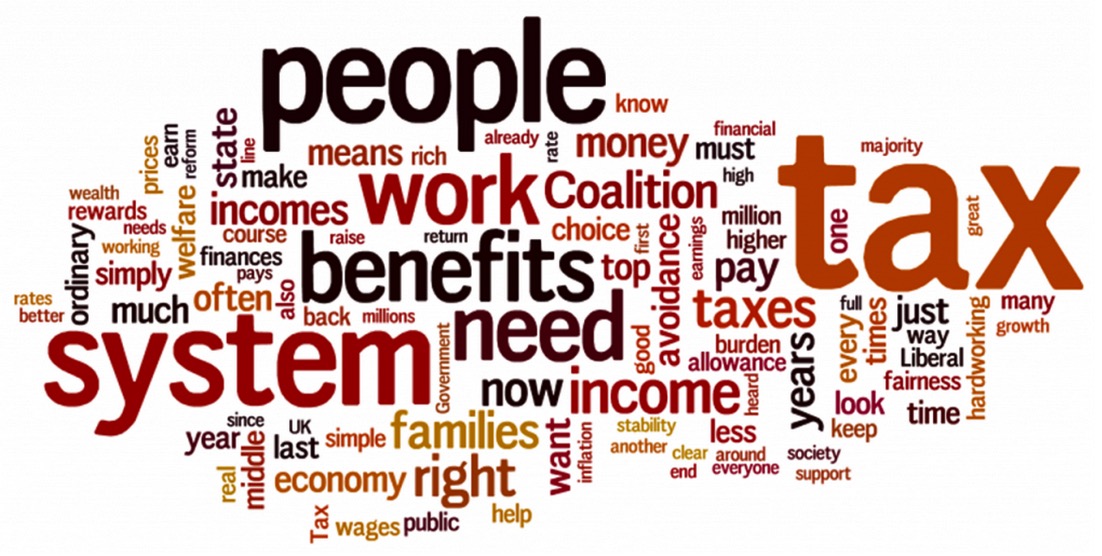 people
know
tax
already
rate
money
financial
must
majority
prices
earn
reform
state
line
means
rich
make
work
Coalition
high
wealth
rewards
needs
working
welfare
incomes
course
raise
return
choice
first
avoidance
earnings
million
higher
one
great
ordinary
simply
finances
pays
benefits
top
pay
rates
better
much
often
also
back
millions
need
good
taxes
burden
allowance
years
full
every
times
just
way
Liberal
fairness
hardworking
many
growth
system
Government
now
income
heard
look
keep
time
year
since
UK
last
simple
families
want
inflation
stability
another
less
clear
around
end
everyone
society
support
real
middle
economy
right
Tax
wages
public
help